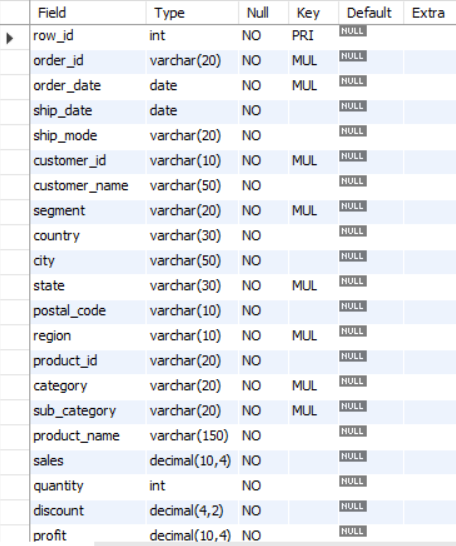 Field Type Null Key Default Extra
row_id int NO PRI NULL
order_id varchar(20) NO MUL NULL
order_date date NO MUL NULL
ship_date date NO NULL
ship_mode varchar(20) NO NULL
customer_id varchar(10) NO MUL NULL
customer_name varchar(50) NO NULL
segment varchar(20) NO MUL NULL
country varchar(30) NO NULL
city varchar(50) NO NULL
state varchar(30) NO MUL NULL
postal_code varchar(10) NO NULL
region varchar(10) NO MUL NULL
product_id varchar(20) NO NULL
category varchar(20) NO MUL NULL
sub_category varchar(20) NO MUL NULL
product_name varchar(150) NO NULL
sales decimal(10,4) NO NULL
quantity int NO NULL
discount decimal(4,2) NO NULL
profit decimal(10,4) NO NULL